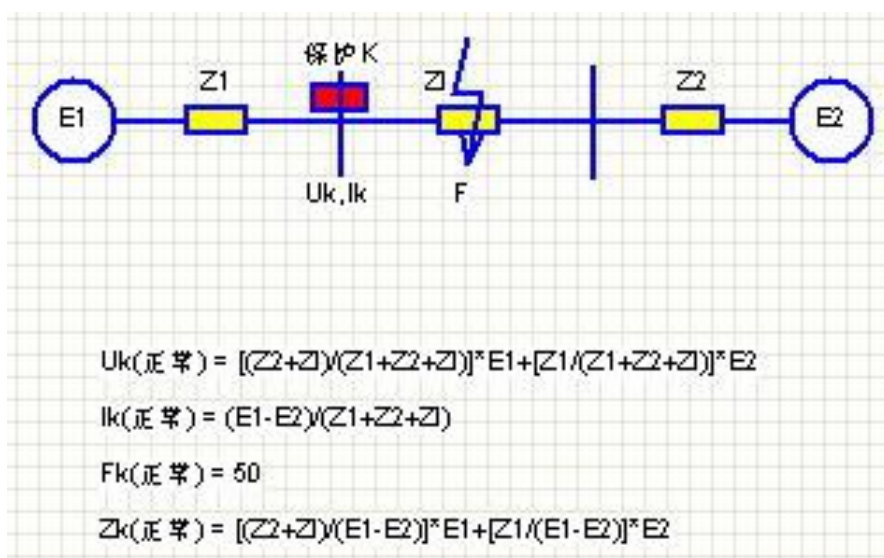 保护K
Z1 Zl Z2
E1 E2
Uk,Ik F
Uk(正常) = [(Z2+Zl)/(Z1+Z2+Zl)]*E1+[Z1/(Z1+Z2+Zl)]*E2
Ik(正常) = (E1-E2)/(Z1+Z2+Zl)
Fk(正常) = 50
Zk(正常) = [(Z2+Zl)/(E1-E2)]*E1+[Z1/(E1-E2)]*E2